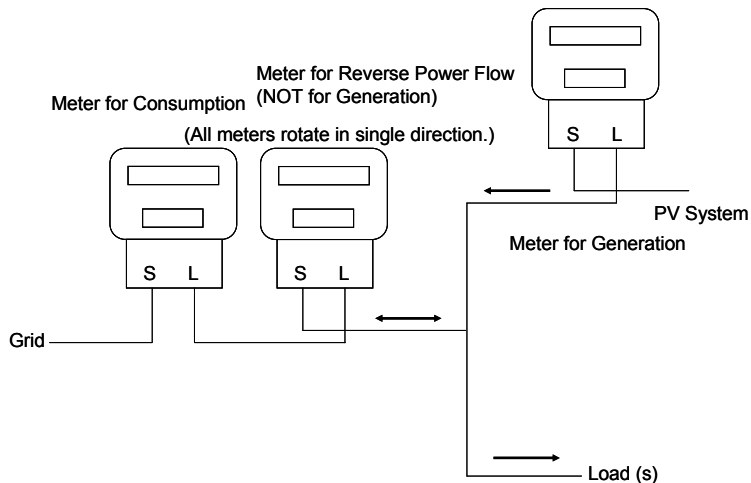 Meter for Reverse Power Flow
(NOT for Generation)
Meter for Consumption
(All meters rotate in single direction.)
S L
S L
S L
PV System
Meter for Generation
Grid
Load (s)